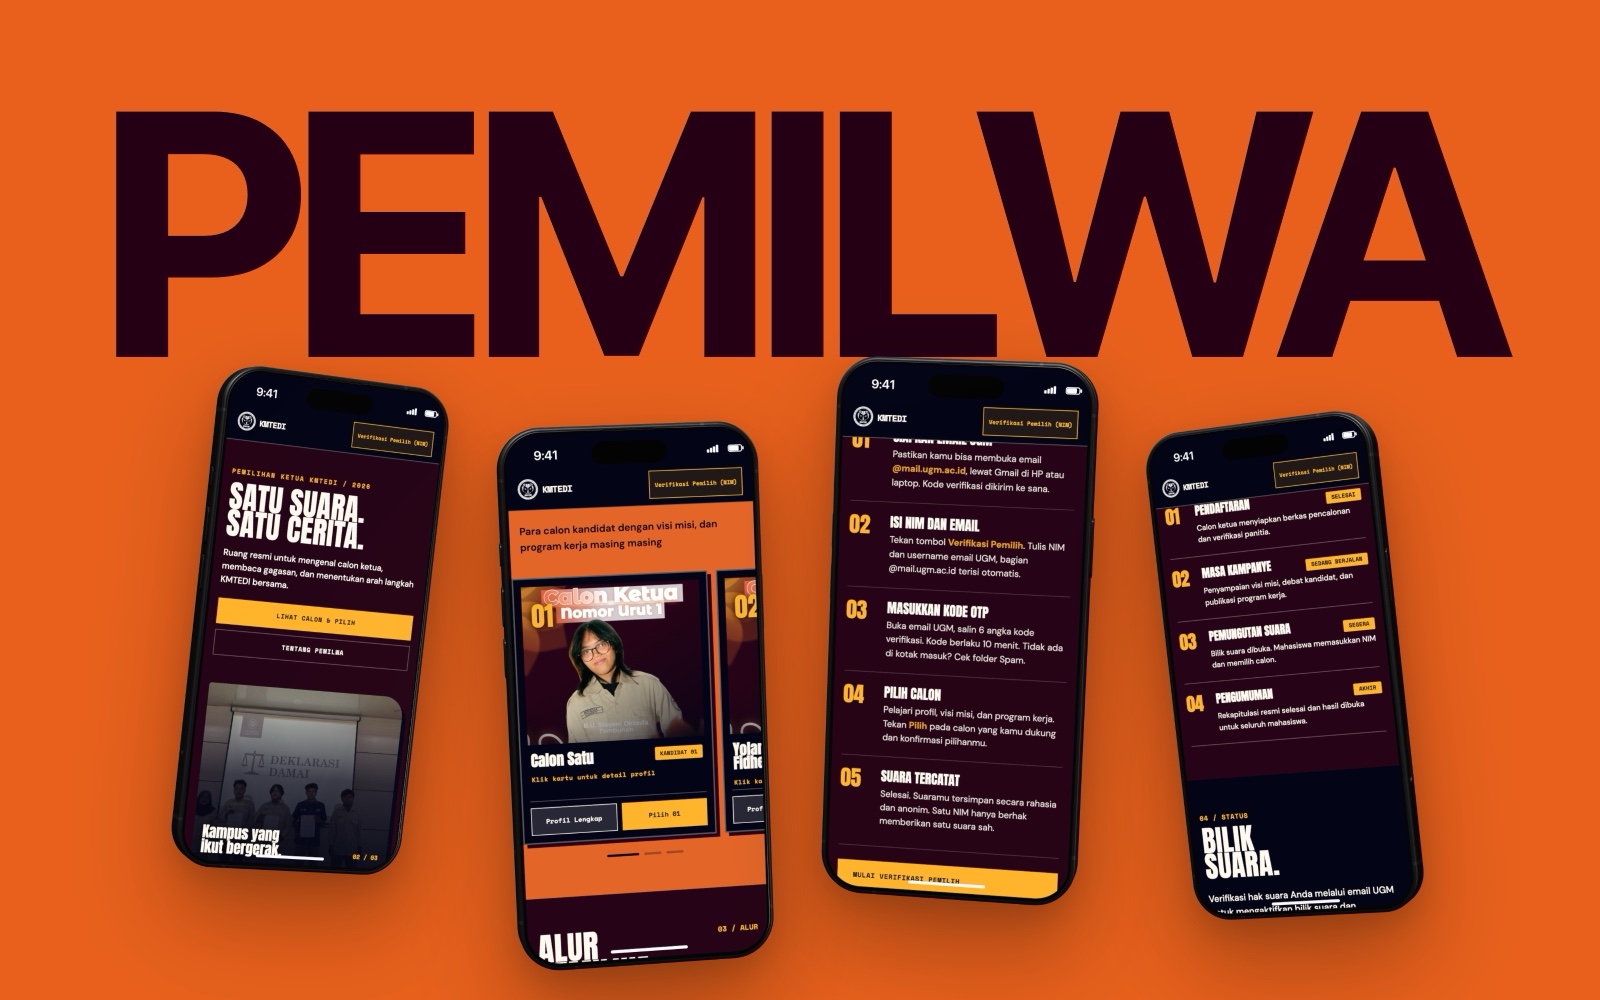 PEMILWA
9:41
KMTEDI
Verifikasi Pemilih (NIM)
PEMILIHAN KETUA KMTEDI / 2026
SATU SUARA.
SATU CERITA.
Ruang resmi untuk mengenal calon ketua,
membaca gagasan, dan menentukan arah langkah
KMTEDI bersama.
LIHAT CALON & PILIH
TENTANG PEMILWA
DEKLARASI
DAMAI
Kampus yang
ikut bergerak.
02 / 03
9:41
KMTEDI
Verifikasi Pemilih (NIM)
Para calon kandidat dengan visi misi, dan
program kerja masing masing
Calon Ketua
Nomor Urut 1
01
02
Calon Satu
KANDIDAT 01
Klik kartu untuk detail profil
Profil Lengkap
Pilih 01
03 / ALUR
ALUR
9:41
KMTEDI
Verifikasi Pemilih (NIM)
01
Pastikan kamu bisa membuka email
@mail.ugm.ac.id, lewat Gmail di HP atau
laptop. Kode verifikasi dikirim ke sana.
02
ISI NIM DAN EMAIL
Tekan tombol Verifikasi Pemilih. Tulis NIM
dan username email UGM, bagian
@mail.ugm.ac.id terisi otomatis.
03
MASUKKAN KODE OTP
Buka email UGM, salin 6 angka kode
verifikasi. Kode berlaku 10 menit. Tidak ada
di kotak masuk? Cek folder Spam.
04
PILIH CALON
Pelajari profil, visi misi, dan program kerja.
Tekan Pilih pada calon yang kamu dukung
dan konfirmasi pilihanmu.
05
SUARA TERCATAT
Selesai. Suaramu tersimpan secara rahasia
dan anonim. Satu NIM hanya berhak
memberikan satu suara sah.
MULAI VERIFIKASI PEMILIH
9:41
KMTEDI
Verifikasi Pemilih (NIM)
01
PENDAFTARAN
SELESAI
Calon ketua menyiapkan berkas pencalonan
dan verifikasi panitia.
02
MASA KAMPANYE
SEDANG BERJALAN
Penyampaian visi misi, debat kandidat, dan
publikasi program kerja.
03
PEMUNGUTAN SUARA
SEGERA
Bilik suara dibuka. Mahasiswa memasukkan NIM
dan memilih calon.
04
PENGUMUMAN
AKHIR
Rekapitulasi resmi selesai dan hasil dibuka
untuk seluruh mahasiswa.
04 / STATUS
BILIK
SUARA.
Verifikasi hak suara Anda melalui email UGM
mengaktifkan bilik suara dan